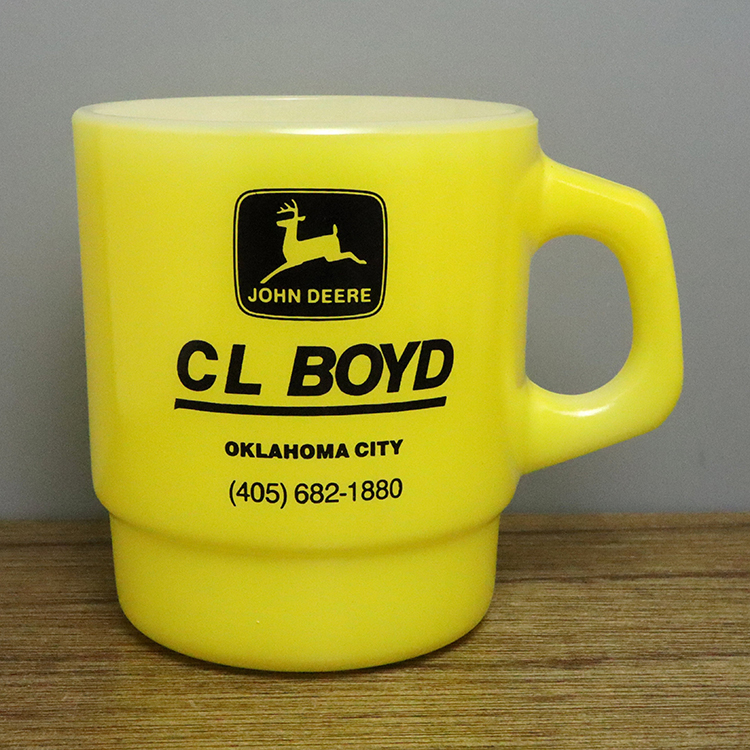 JOHN DEERE
CL BOYD
OKLAHOMA CITY
(405) 682-1880